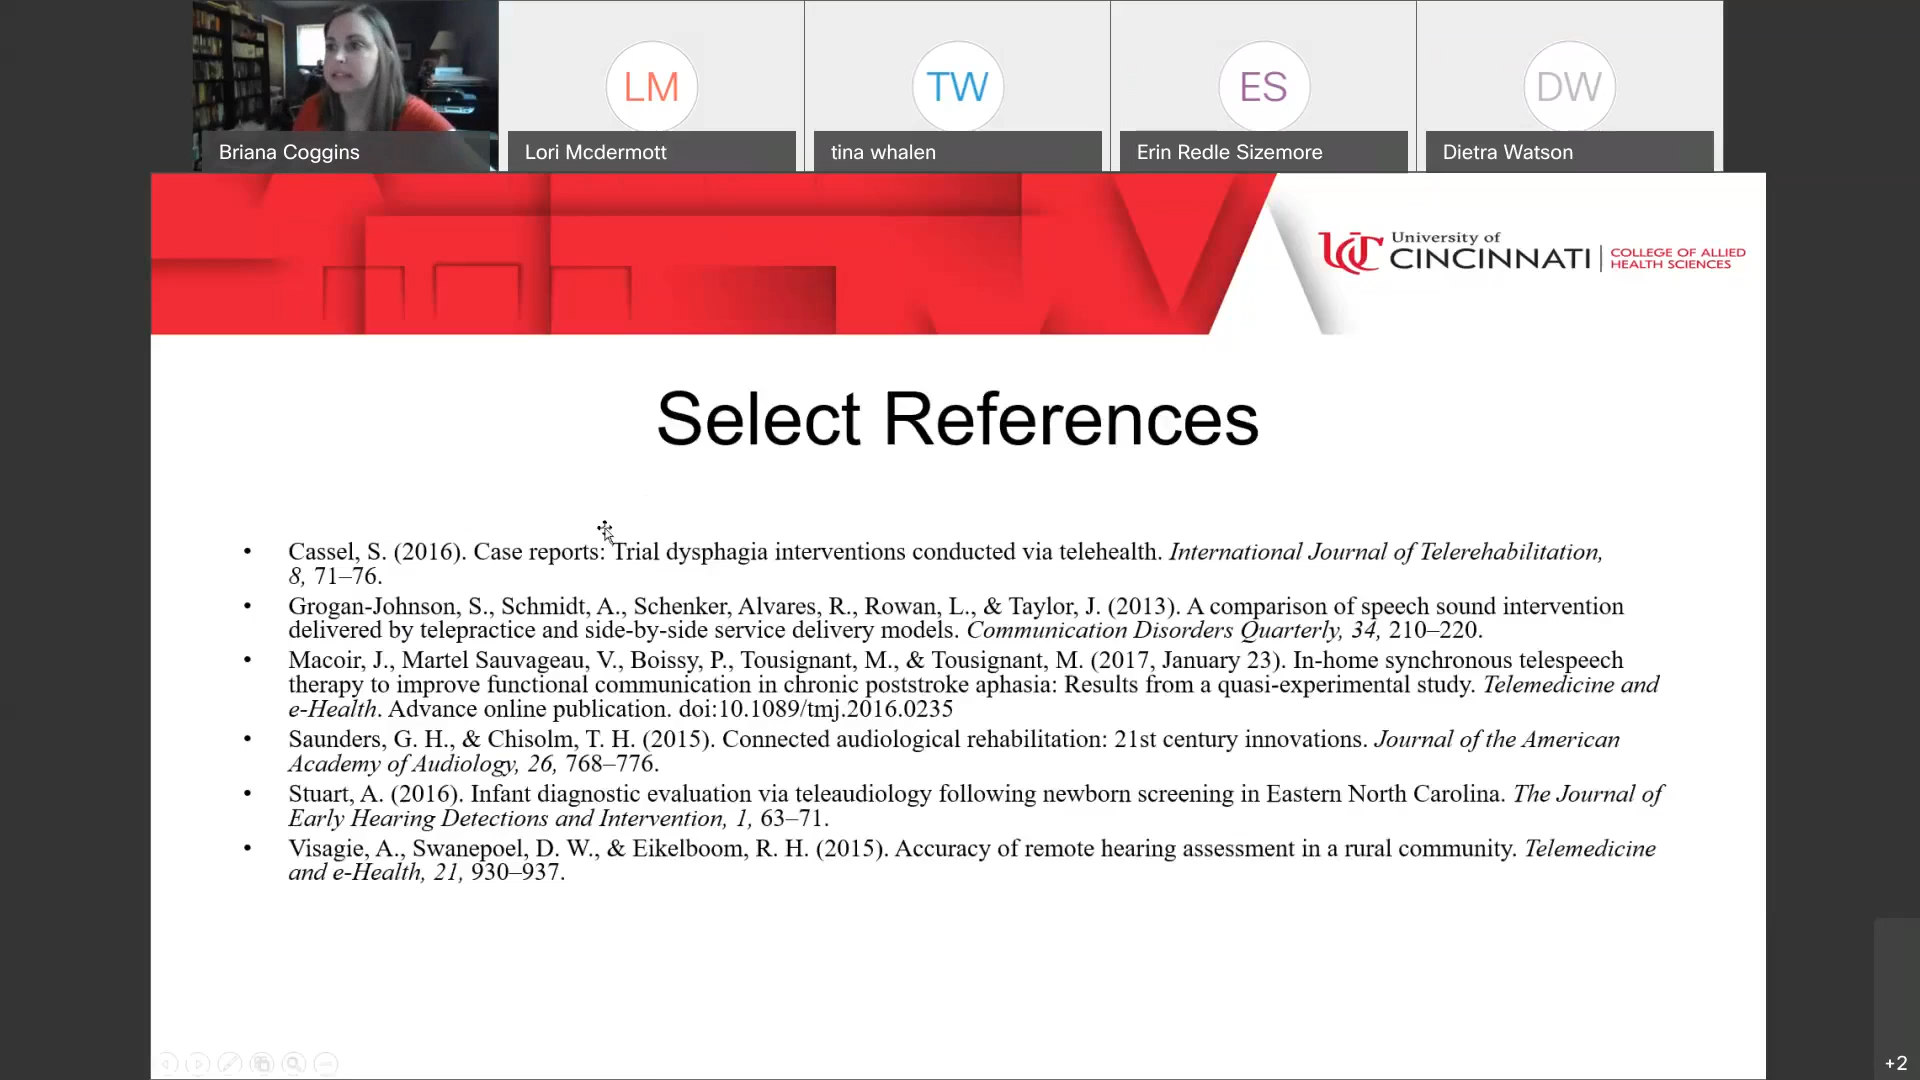 LM
TW
ES
DW
Briana Coggins
Lori Mcdermott
tina whalen
Erin Redle Sizemore
Dietra Watson
UC
University of
CINCINNATI
COLLEGE OF ALLIED
HEALTH SCIENCES
Select References
• Cassel, S. (2016). Case reports: Trial dysphagia interventions conducted via telehealth. International Journal of Telerehabilitation,
8, 71–76.
• Grogan-Johnson, S., Schmidt, A., Schenker, Alvares, R., Rowan, L., & Taylor, J. (2013). A comparison of speech sound intervention
delivered by telepractice and side-by-side service delivery models. Communication Disorders Quarterly, 34, 210–220.
• Macoir, J., Martel Sauvageau, V., Boissy, P., Tousignant, M., & Tousignant, M. (2017, January 23). In-home synchronous telespeech
therapy to improve functional communication in chronic poststroke aphasia: Results from a quasi-experimental study. Telemedicine and
e-Health. Advance online publication. doi:10.1089/tmj.2016.0235
• Saunders, G. H., & Chisolm, T. H. (2015). Connected audiological rehabilitation: 21st century innovations. Journal of the American
Academy of Audiology, 26, 768–776.
• Stuart, A. (2016). Infant diagnostic evaluation via teleaudiology following newborn screening in Eastern North Carolina. The Journal of
Early Hearing Detections and Intervention, 1, 63–71.
• Visagie, A., Swanepoel, D. W., & Eikelboom, R. H. (2015). Accuracy of remote hearing assessment in a rural community. Telemedicine
and e-Health, 21, 930–937.
+2